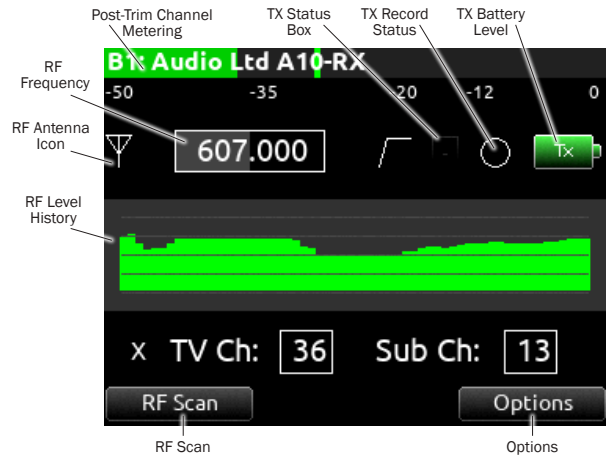 Post-Trim Channel
Metering
TX Status
Box
TX Record
Status
TX Battery
Level
B1: Audio Ltd A10-RX
-50 -35 -20 -12 0
RF
Frequency
607.000
Tx
RF Antenna
Icon
-
RF Level
History
X TV Ch: 36 Sub Ch: 13
RF Scan Options
RF Scan Options